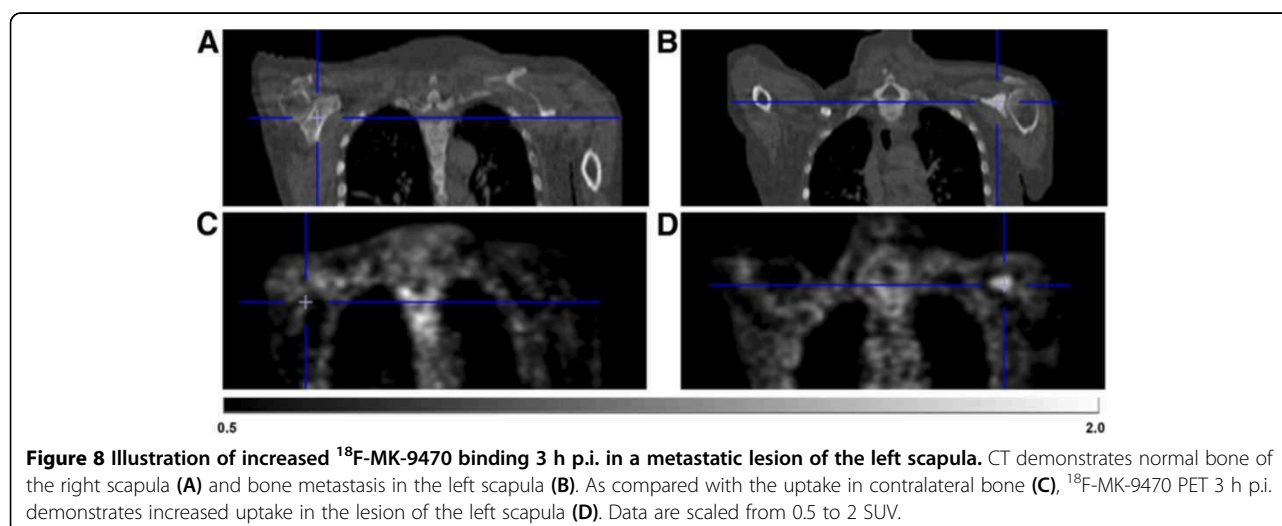 A
B
C
D
0.5
2.0
Figure 8 Illustration of increased ¹⁸F-MK-9470 binding 3 h p.i. in a metastatic lesion of the left scapula. CT demonstrates normal bone of
the right scapula (A) and bone metastasis in the left scapula (B). As compared with the uptake in contralateral bone (C), ¹⁸F-MK-9470 PET 3 h p.i.
demonstrates increased uptake in the lesion of the left scapula (D). Data are scaled from 0.5 to 2 SUV.